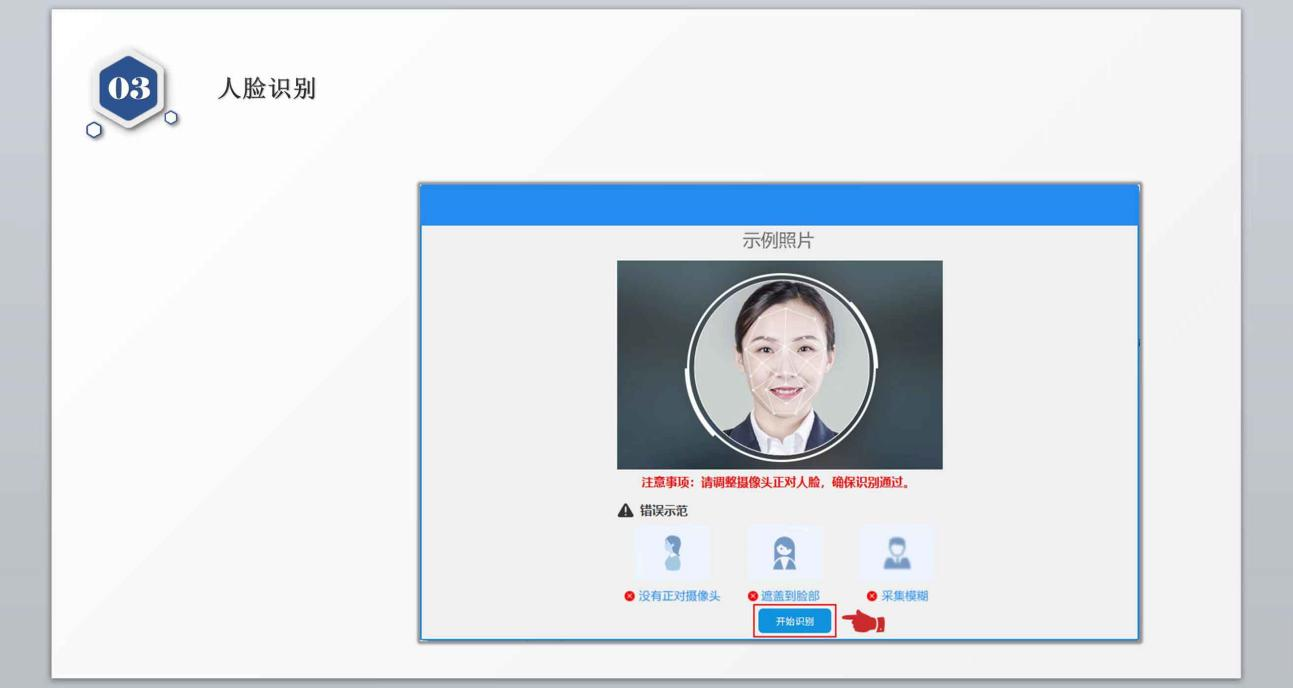 03
人脸识别
示例照片
注意事项：请调整摄像头正对人脸，确保识别通过。
错误示范
没有正对摄像头
遮盖到脸部
采集模糊
开始识别